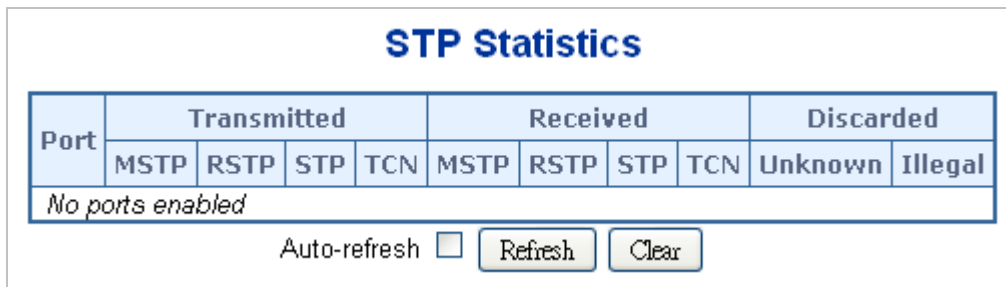 STP Statistics
Port Transmitted Received Discarded
MSTP RSTP STP TCN MSTP RSTP STP TCN Unknown Illegal
No ports enabled
Auto-refresh Refresh Clear